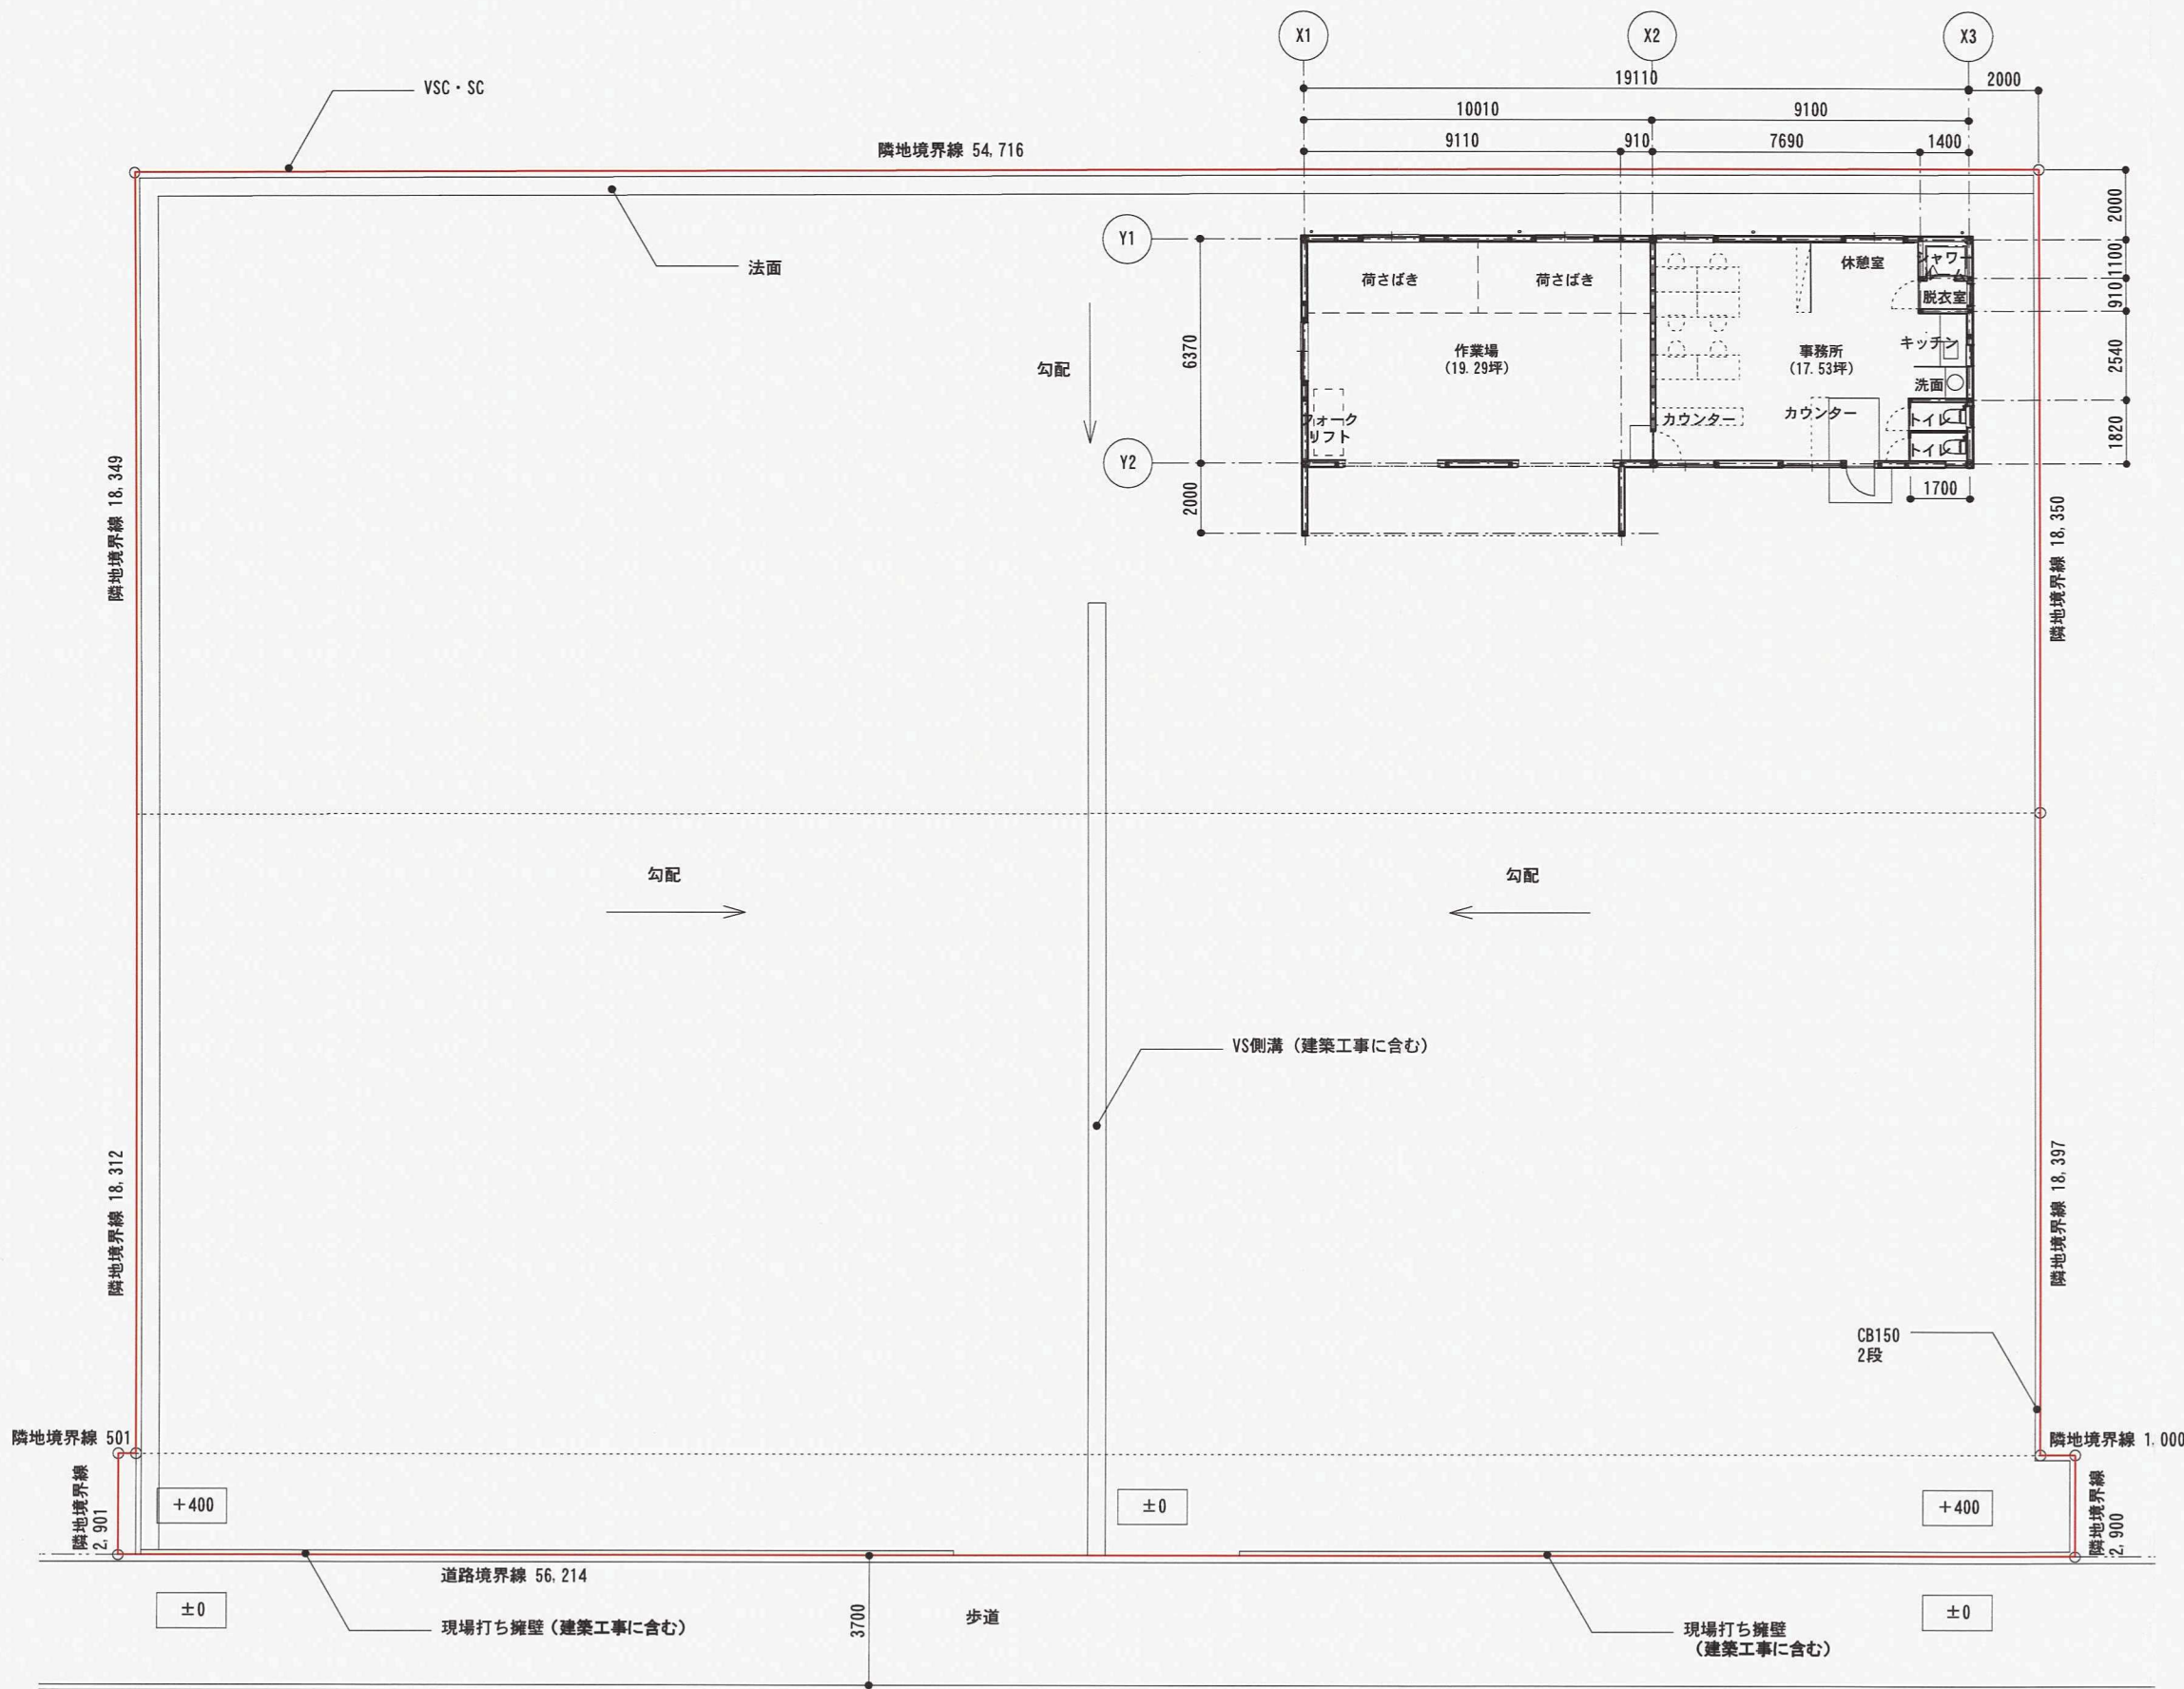 X1
X2
X3
19110
2000
VSC・SC
10010
9100
9110
910
7690
1400
隣地境界線 54,716
2000
Y1
法面
荷さばき
荷さばき
休憩室
シャワー
1100
脱衣室
910
勾配
6370
作業場
(19.29坪)
事務所
(17.53坪)
キッチン
2540
洗面
フォーク
リフト
カウンター
カウンター
トイレ
トイレ
1820
Y2
2000
1700
隣地境界線 18,349
隣地境界線 18,350
勾配
勾配
VS側溝（建築工事に含む）
隣地境界線 18,312
隣地境界線 18,397
CB150
2段
隣地境界線 501
隣地境界線 1,000
隣地境界線
2,901
+400
±0
+400
隣地境界線
2,900
道路境界線 56,214
±0
現場打ち擁壁（建築工事に含む）
3700
歩道
現場打ち擁壁
（建築工事に含む）
±0